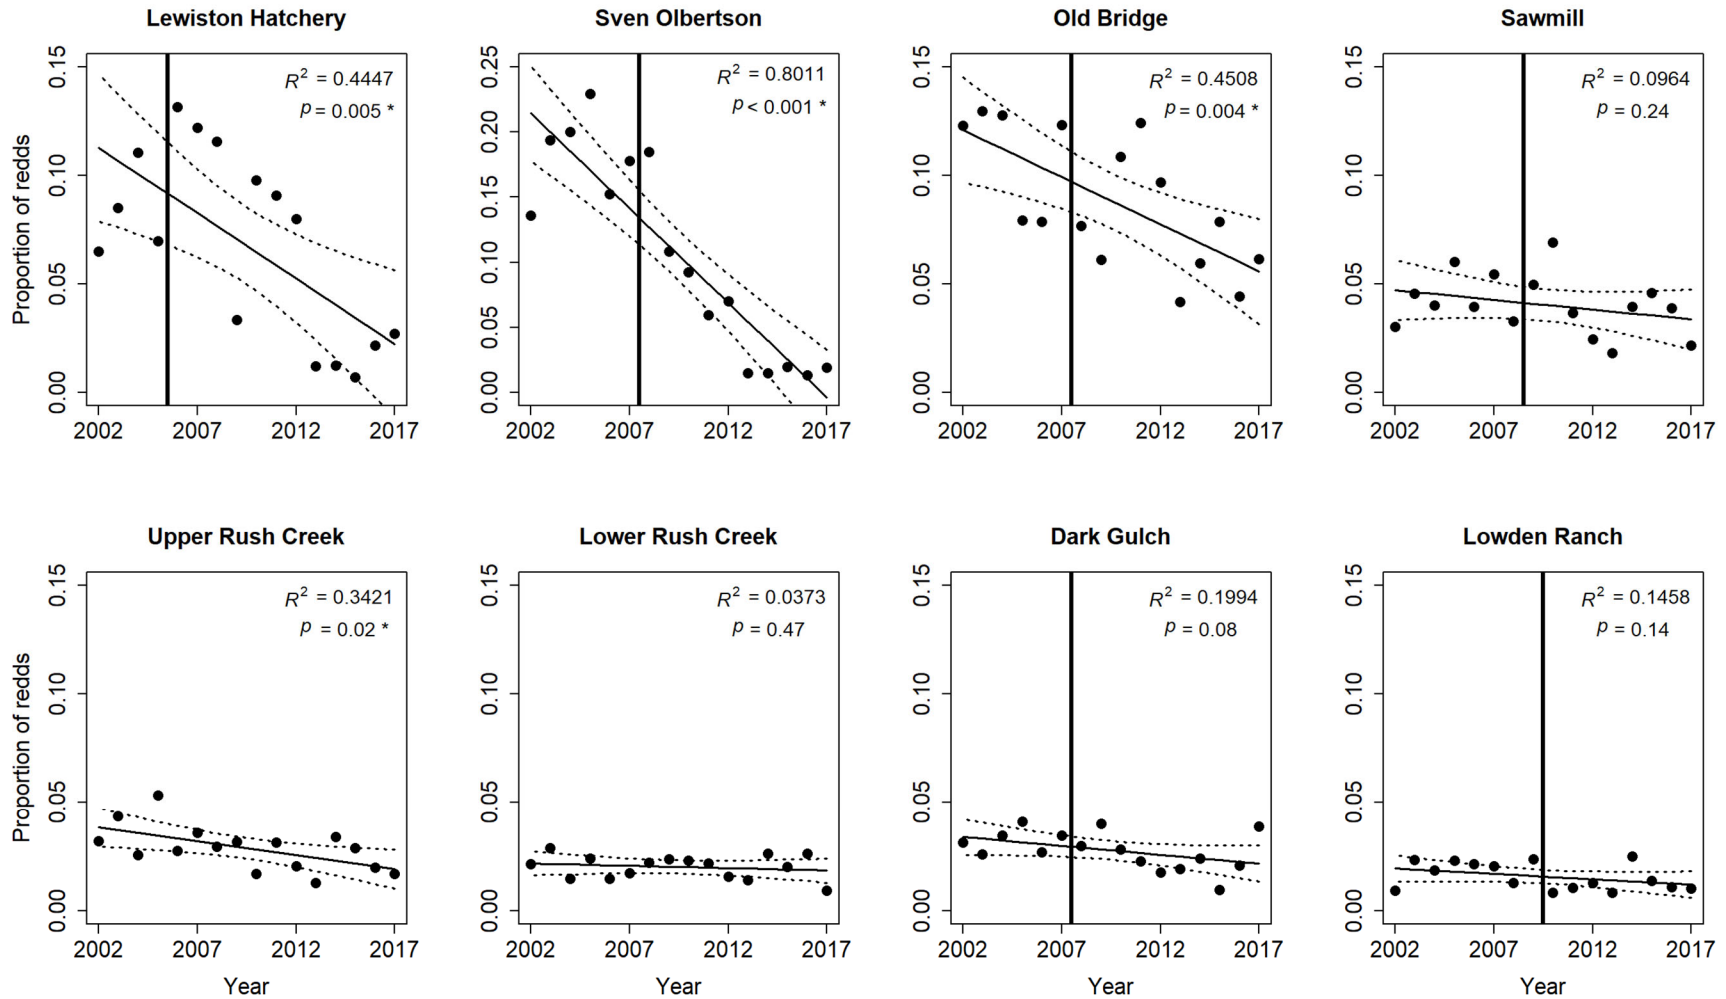 Lewiston Hatchery
Sven Olbertson
Old Bridge
Sawmill
Proportion of redds
0.00 0.05 0.10 0.15
R² = 0.4447
p = 0.005 *
2002 2007 2012 2017
0.00 0.05 0.10 0.15 0.20 0.25
R² = 0.8011
p < 0.001 *
2002 2007 2012 2017
0.00 0.05 0.10 0.15
R² = 0.4508
p = 0.004 *
2002 2007 2012 2017
0.00 0.05 0.10 0.15
R² = 0.0964
p = 0.24
2002 2007 2012 2017
Upper Rush Creek
Lower Rush Creek
Dark Gulch
Lowden Ranch
Proportion of redds
0.00 0.05 0.10 0.15
R² = 0.3421
p = 0.02 *
2002 2007 2012 2017
Year
0.00 0.05 0.10 0.15
R² = 0.0373
p = 0.47
2002 2007 2012 2017
Year
0.00 0.05 0.10 0.15
R² = 0.1994
p = 0.08
2002 2007 2012 2017
Year
0.00 0.05 0.10 0.15
R² = 0.1458
p = 0.14
2002 2007 2012 2017
Year